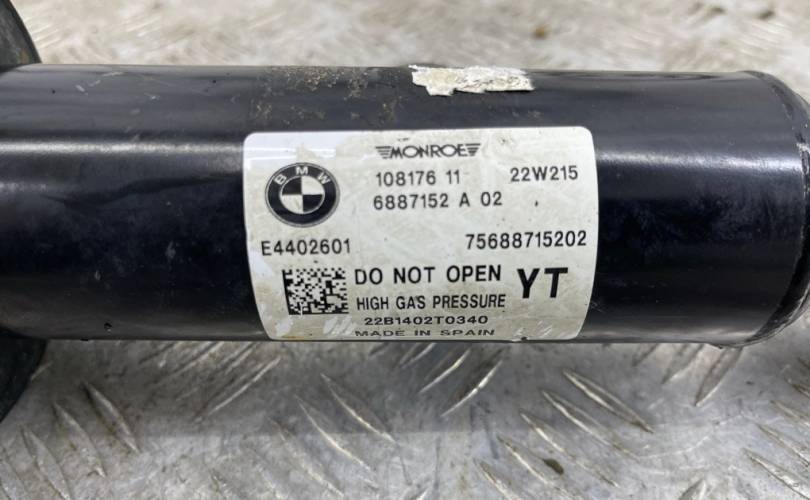 MONROE
BMW
108176 11 22W215
6887152 A 02
E4402601 75688715202
DO NOT OPEN YT
HIGH GAS PRESSURE
22B1402T0340
MADE IN SPAIN